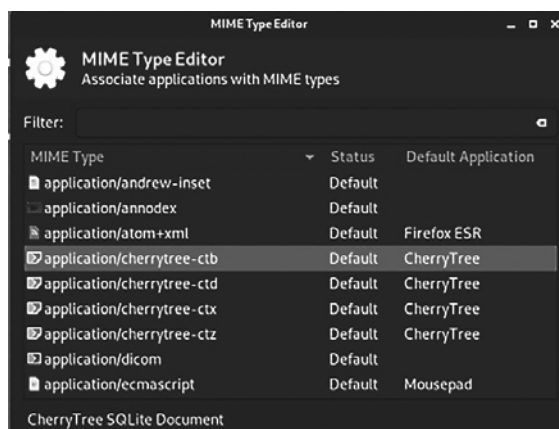 MIME Type Editor
MIME Type Editor
Associate applications with MIME types
Filter:
MIME Type Status Default Application
application/andrew-inset Default
application/annodex Default
application/atom+xml Default Firefox ESR
application/cherrytree-ctb Default CherryTree
application/cherrytree-ctd Default CherryTree
application/cherrytree-ctx Default CherryTree
application/cherrytree-ctz Default CherryTree
application/dicom Default
application/ecmascript Default Mousepad
CherryTree SQLite Document